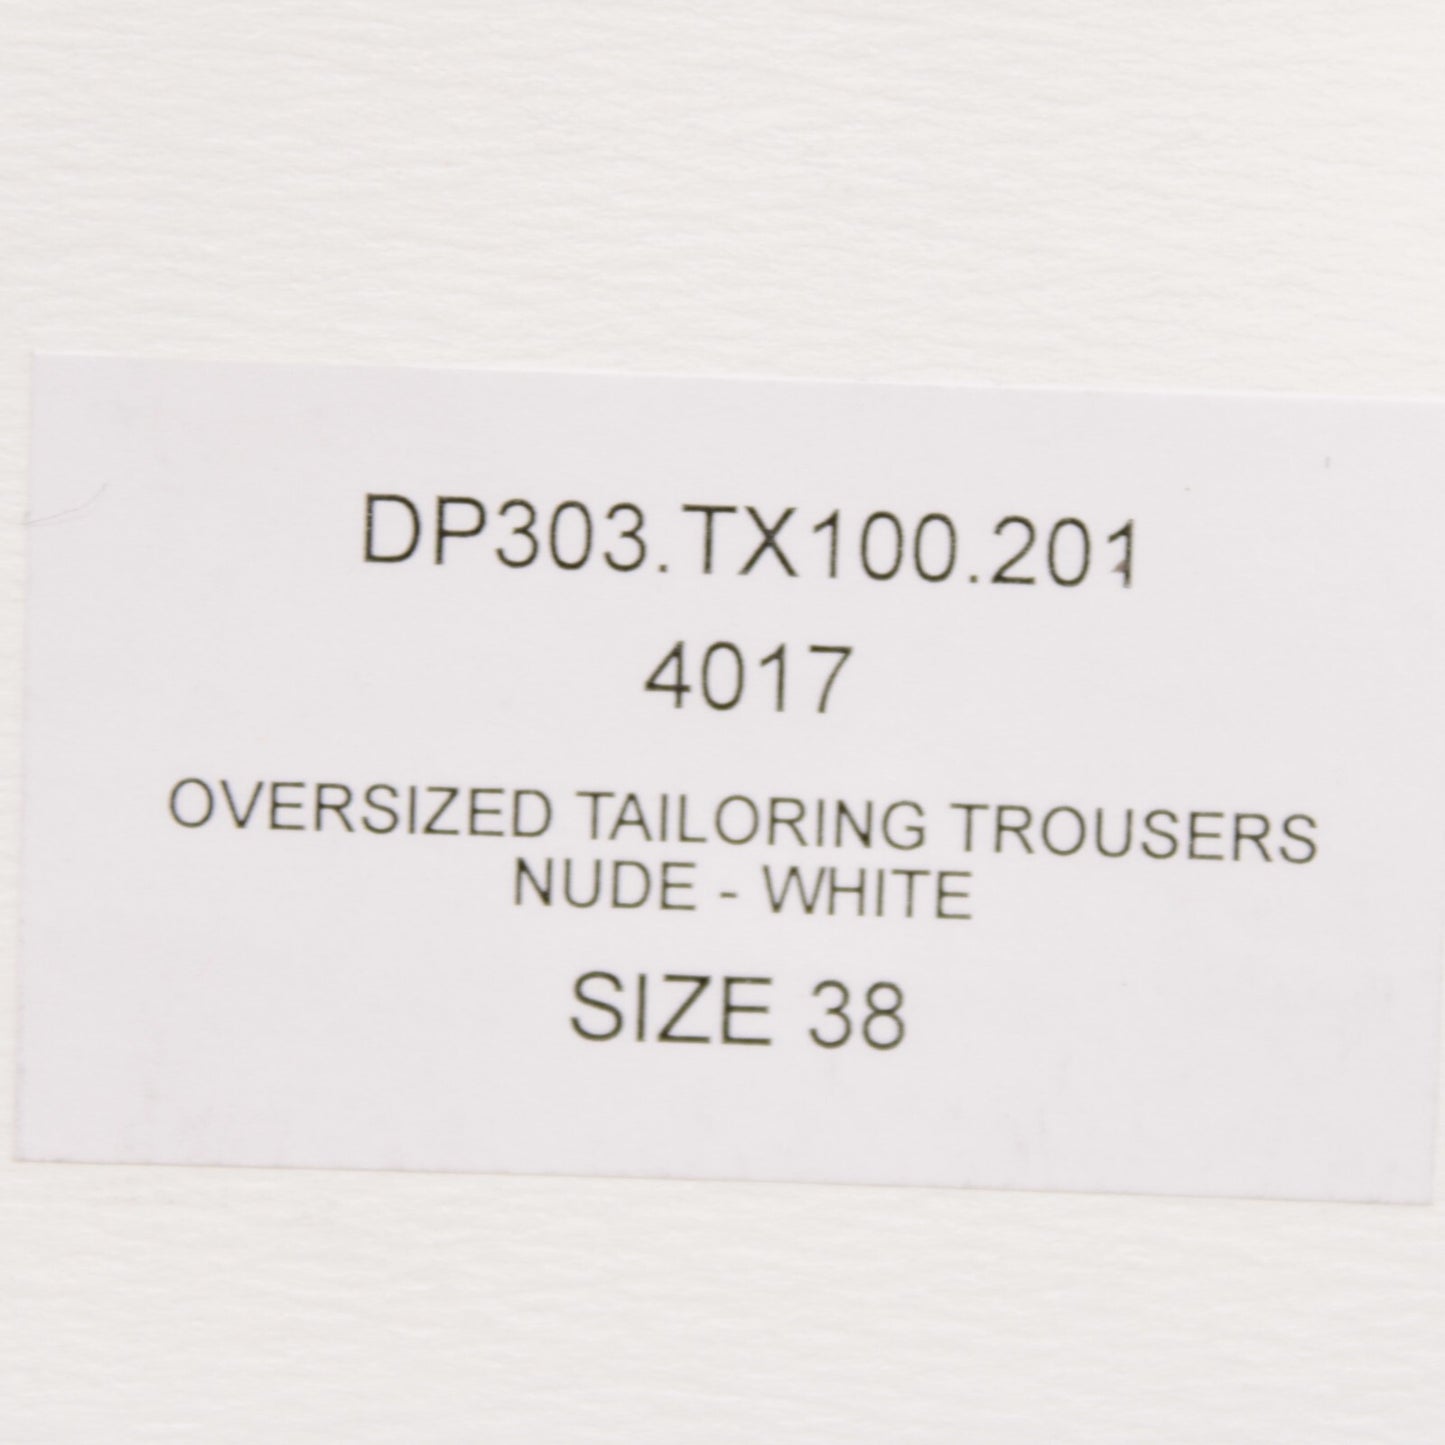 DP303.TX100.201
4017
OVERSIZED TAILORING TROUSERS
NUDE - WHITE
SIZE 38